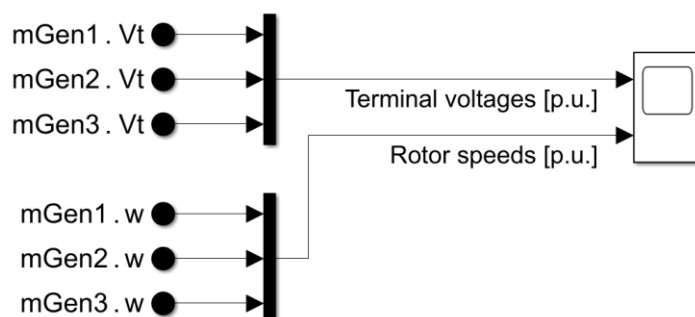 mGen1 . Vt
mGen2 . Vt
mGen3 . Vt
Terminal voltages [p.u.]
Rotor speeds [p.u.]
mGen1 . w
mGen2 . w
mGen3 . w